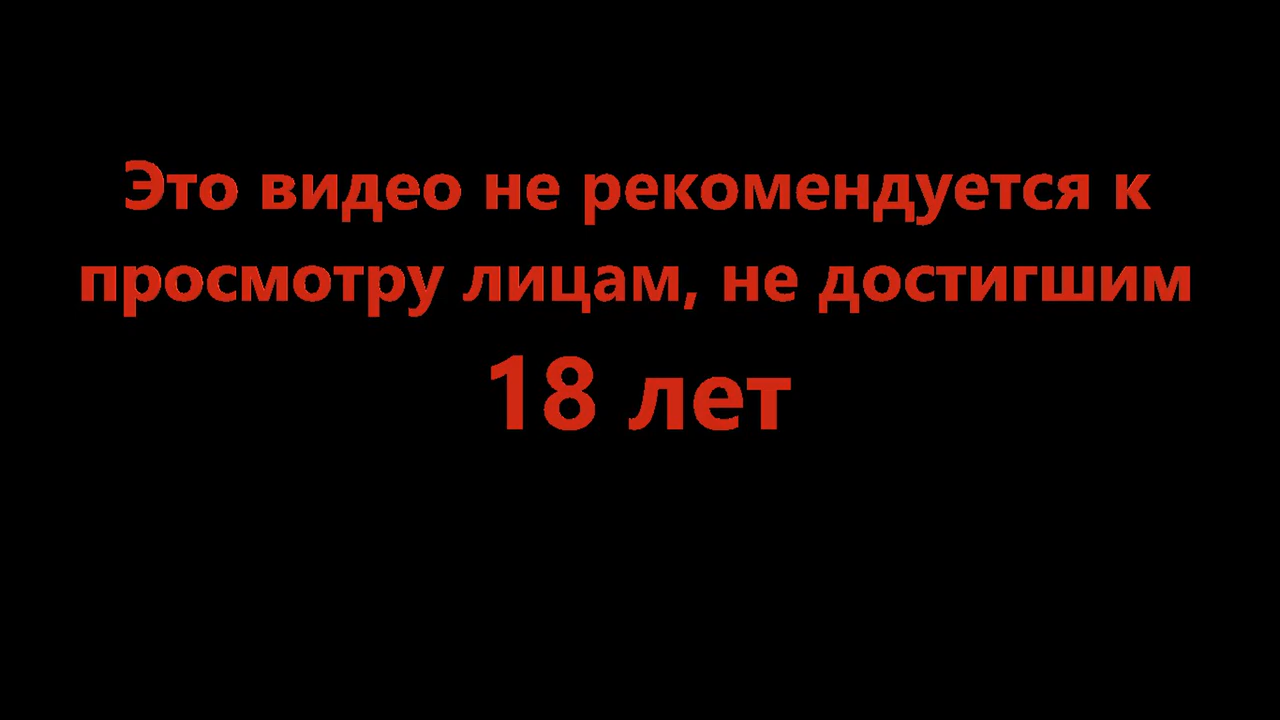 Это видео не рекомендуется к
просмотру лицам, не достигшим
18 лет